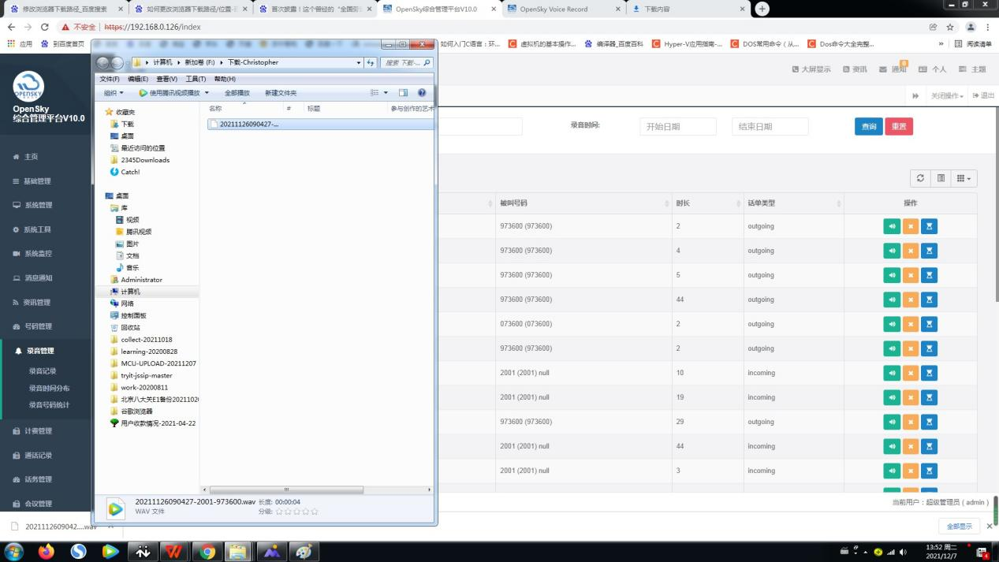 修改浏览器下载路径_百度搜索
如何更改浏览器下载路径/位置-百
首次披露！这个曾经的“全国劳
OpenSky综合管理平台V10.0
OpenSky Voice Record
下载内容
不安全 https://192.168.0.126/index
应用
到百度首页
如何入门C语言：环...
虚拟机的基本操作...
编译器_百度百科
Hyper-V应用指南-...
DOS常用命令（从...
Dos命令大全完整...
»
阅读清单
OPENSKY
OpenSky
综合管理平台V10.0
主页
基础管理
系统管理
系统工具
系统监控
消息通知
资讯管理
号码管理
录音管理
录音记录
录音时间分布
录音号码统计
计费管理
通话记录
话务管理
会议管理
计算机 新加卷 (F:) 下载-Christopher
搜索 下载-...
文件(F) 编辑(E) 查看(V) 工具(T) 帮助(H)
组织 使用腾讯视频播放 全部播放 新建文件夹
收藏夹
下载
桌面
最近访问的位置
2345Downloads
Catch!
桌面
库
视频
腾讯视频
图片
文档
音乐
Administrator
计算机
网络
控制面板
回收站
collect-20211018
learning-20200828
MCU-UPLOAD-20211207
tryit-jssip-master
work-20200811
北京八大关E1备份2021102
谷歌浏览器
用户收款情况-2021-04-22
名称 # 标题 参与创作的艺术
20211126090427-...
20211126090427-2001-973600.wav 长度: 00:00:04
WAV 文件 分级:
大屏显示 资讯 通知 0 个人 主题
关闭操作 退出
录音时间: 开始日期 结束日期 查询 重置
被叫号码 时长 话单类型 操作
973600 (973600) 2 outgoing
973600 (973600) 4 outgoing
973600 (973600) 5 outgoing
973600 (973600) 44 outgoing
073600 (073600) 2 outgoing
973600 (973600) 2 outgoing
2001 (2001) null 10 incoming
2001 (2001) null 19 incoming
973600 (973600) 29 outgoing
2001 (2001) null 44 incoming
2001 (2001) null 3 incoming
当前用户：超级管理员 ( admin )
2021112609042....wav
全部显示
13:52 周二
2021/12/7
4